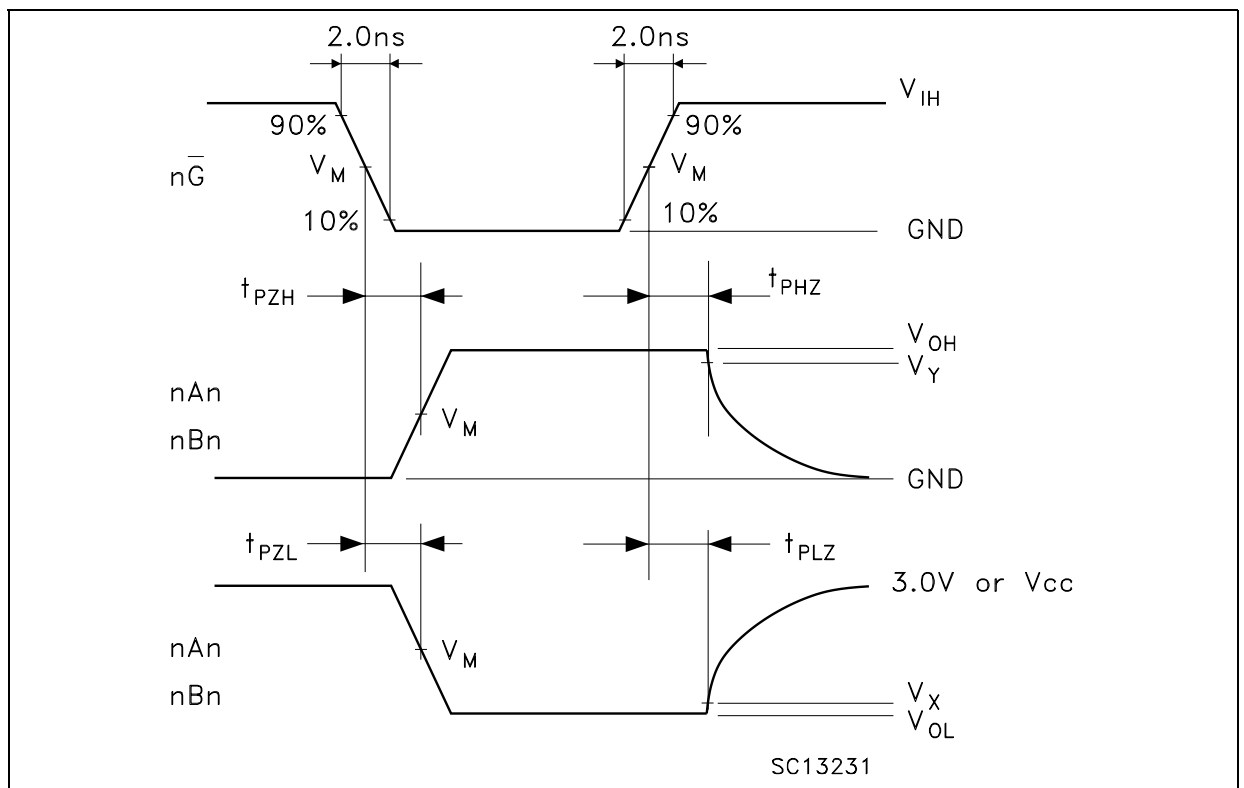 2.0ns 2.0ns
V_IH
90% 90%
nG̅ V_M V_M
10% 10%
GND
t_PZH t_PHZ
V_OH
V_Y
nAn
V_M
nBn
GND
t_PZL t_PLZ
3.0V or Vcc
nAn V_M
nBn V_X
V_OL
SC13231